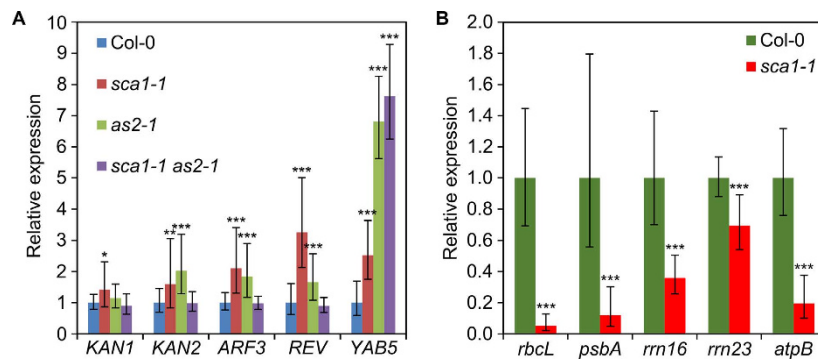 A
Relative expression
10
9
8
7
6
5
4
3
2
1
0
Col-0
sca1-1
as2-1
sca1-1 as2-1
*
** ***
*** ***
*** ***
*** *** ***
KAN1 KAN2 ARF3 REV YAB5
B
Relative expression
2.0
1.8
1.6
1.4
1.2
1.0
0.8
0.6
0.4
0.2
0.0
Col-0
sca1-1
*** *** *** *** ***
rbcL psbA rrn16 rrn23 atpB